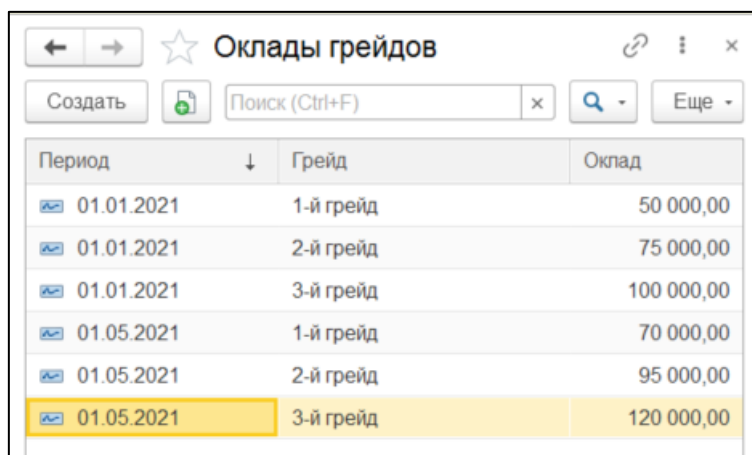 Оклады грейдов
Создать Поиск (Ctrl+F) Еще
Период Грейд Оклад
01.01.2021 1-й грейд 50 000,00
01.01.2021 2-й грейд 75 000,00
01.01.2021 3-й грейд 100 000,00
01.05.2021 1-й грейд 70 000,00
01.05.2021 2-й грейд 95 000,00
01.05.2021 3-й грейд 120 000,00